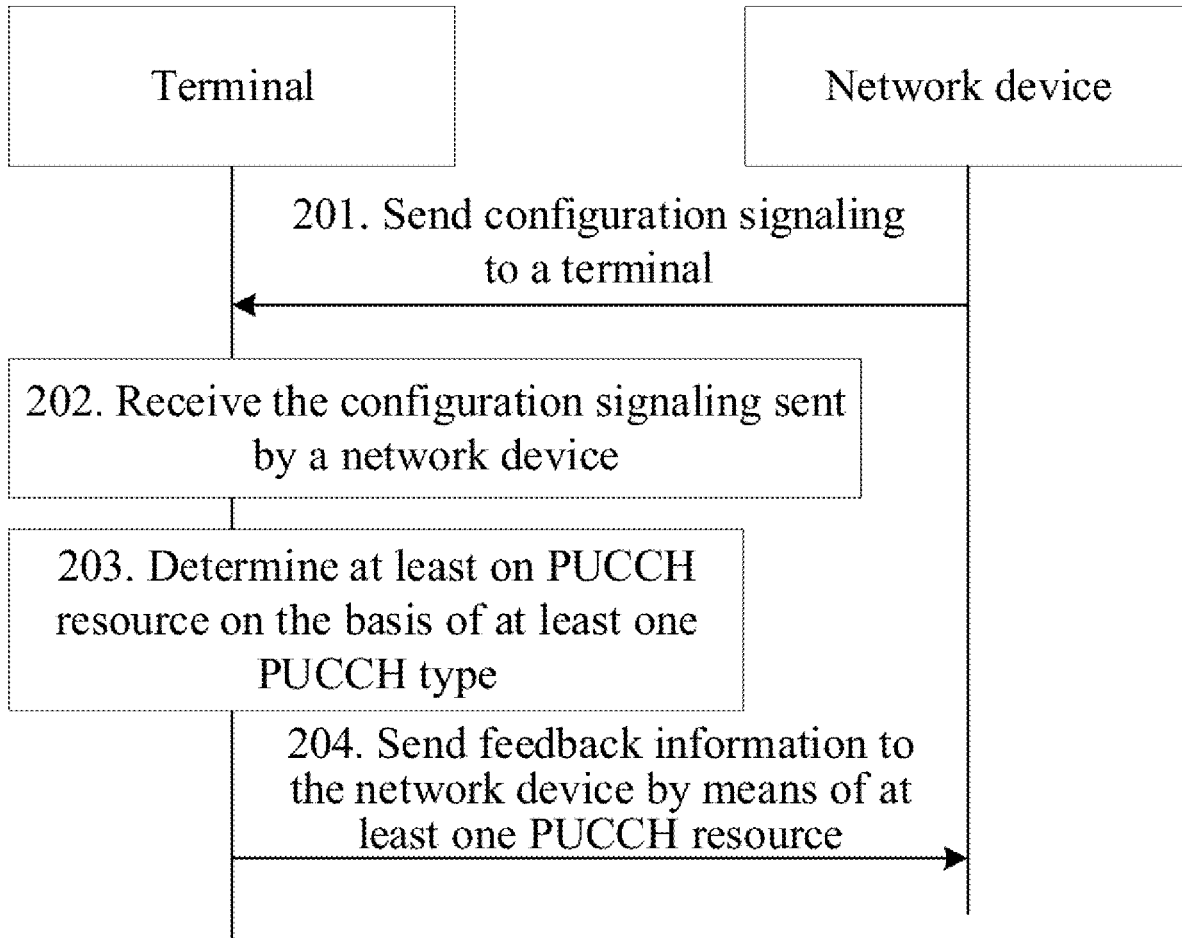 Terminal
Network device
201. Send configuration signaling
to a terminal
202. Receive the configuration signaling sent
by a network device
203. Determine at least on PUCCH
resource on the basis of at least one
PUCCH type
204. Send feedback information to
the network device by means of at
least one PUCCH resource